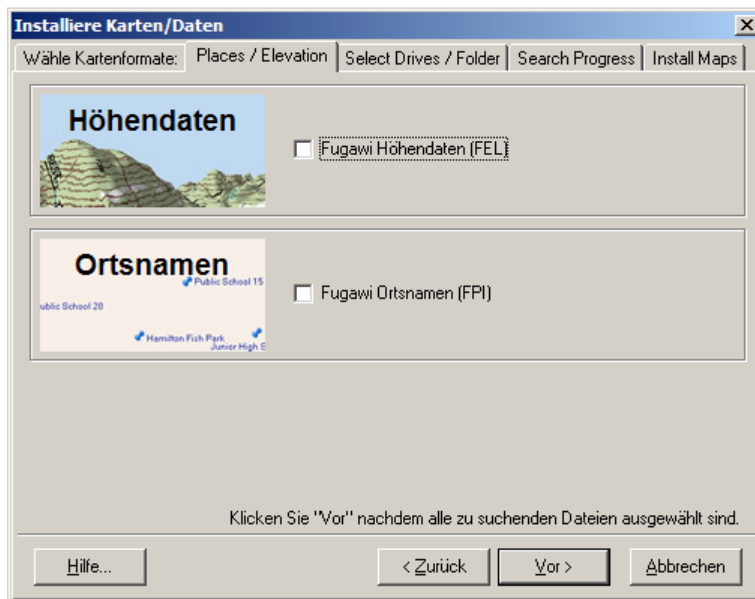 Installiere Karten/Daten
Wähle Kartenformate: Places / Elevation Select Drives / Folder Search Progress Install Maps
Höhendaten
Fugawi Höhendaten (FEL)
Ortsnamen
Public School 15
ublic School 20
Hamilton Fish Park
Junior High S
Fugawi Ortsnamen (FPI)
Klicken Sie "Vor" nachdem alle zu suchenden Dateien ausgewählt sind.
Hilfe... < Zurück Vor > Abbrechen